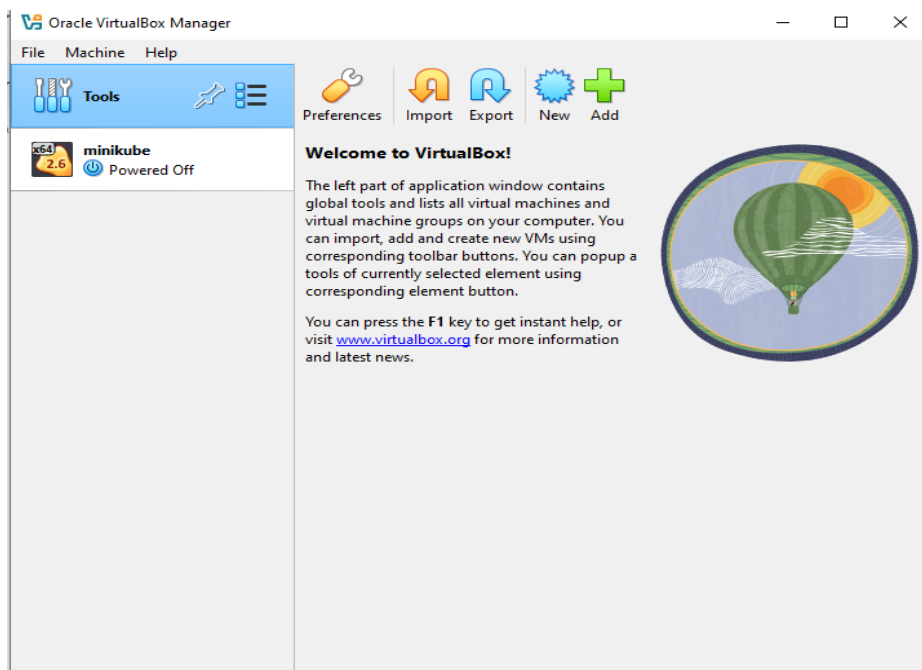 Oracle VirtualBox Manager
File Machine Help
Tools
Preferences Import Export New Add
x64
2.6
minikube
Powered Off
Welcome to VirtualBox!
The left part of application window contains
global tools and lists all virtual machines and
virtual machine groups on your computer. You
can import, add and create new VMs using
corresponding toolbar buttons. You can popup a
tools of currently selected element using
corresponding element button.
You can press the F1 key to get instant help, or
visit www.virtualbox.org for more information
and latest news.